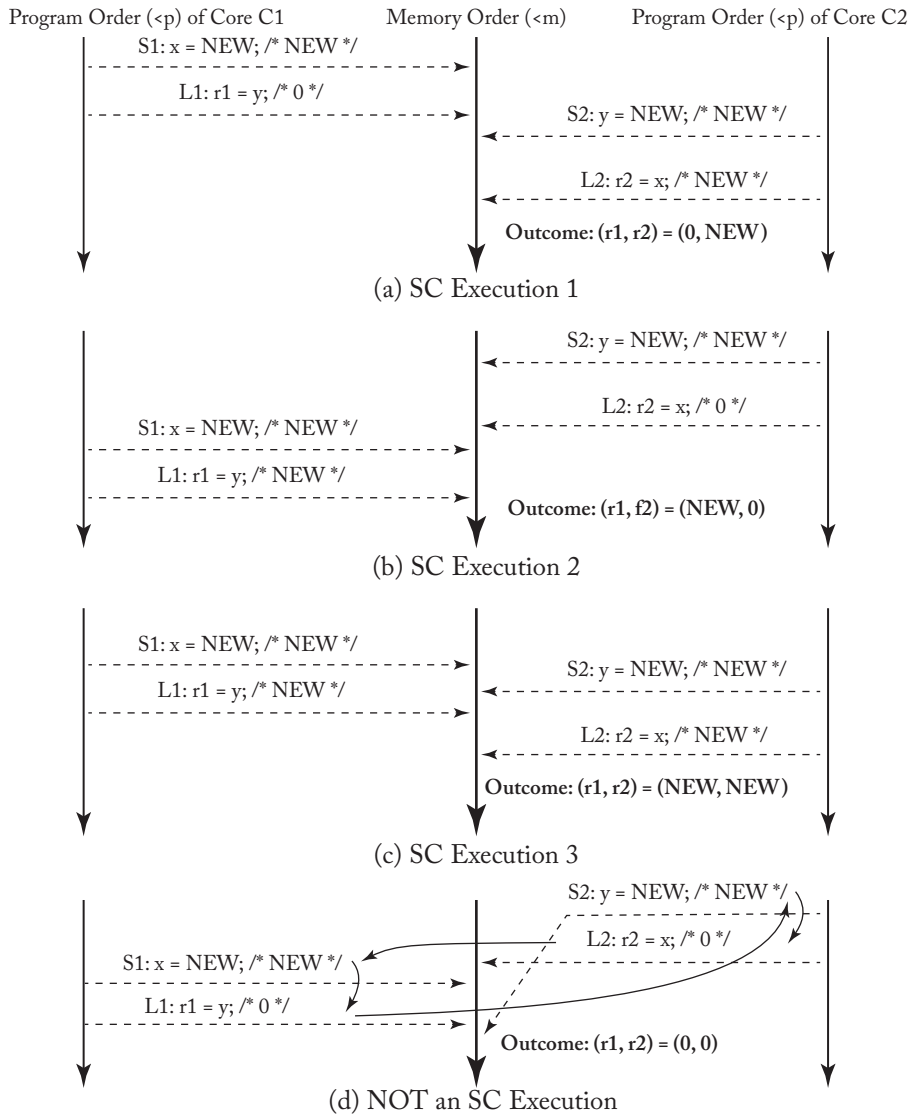 Program Order (<p) of Core C1 Memory Order (<m) Program Order (<p) of Core C2
S1: x = NEW; /* NEW */
L1: r1 = y; /* 0 */
S2: y = NEW; /* NEW */
L2: r2 = x; /* NEW */
Outcome: (r1, r2) = (0, NEW)
(a) SC Execution 1
S2: y = NEW; /* NEW */
L2: r2 = x; /* 0 */
S1: x = NEW; /* NEW */
L1: r1 = y; /* NEW */
Outcome: (r1, f2) = (NEW, 0)
(b) SC Execution 2
S1: x = NEW; /* NEW */
S2: y = NEW; /* NEW */
L1: r1 = y; /* NEW */
L2: r2 = x; /* NEW */
Outcome: (r1, r2) = (NEW, NEW)
(c) SC Execution 3
S2: y = NEW; /* NEW */
L2: r2 = x; /* 0 */
S1: x = NEW; /* NEW */
L1: r1 = y; /* 0 */
Outcome: (r1, r2) = (0, 0)
(d) NOT an SC Execution